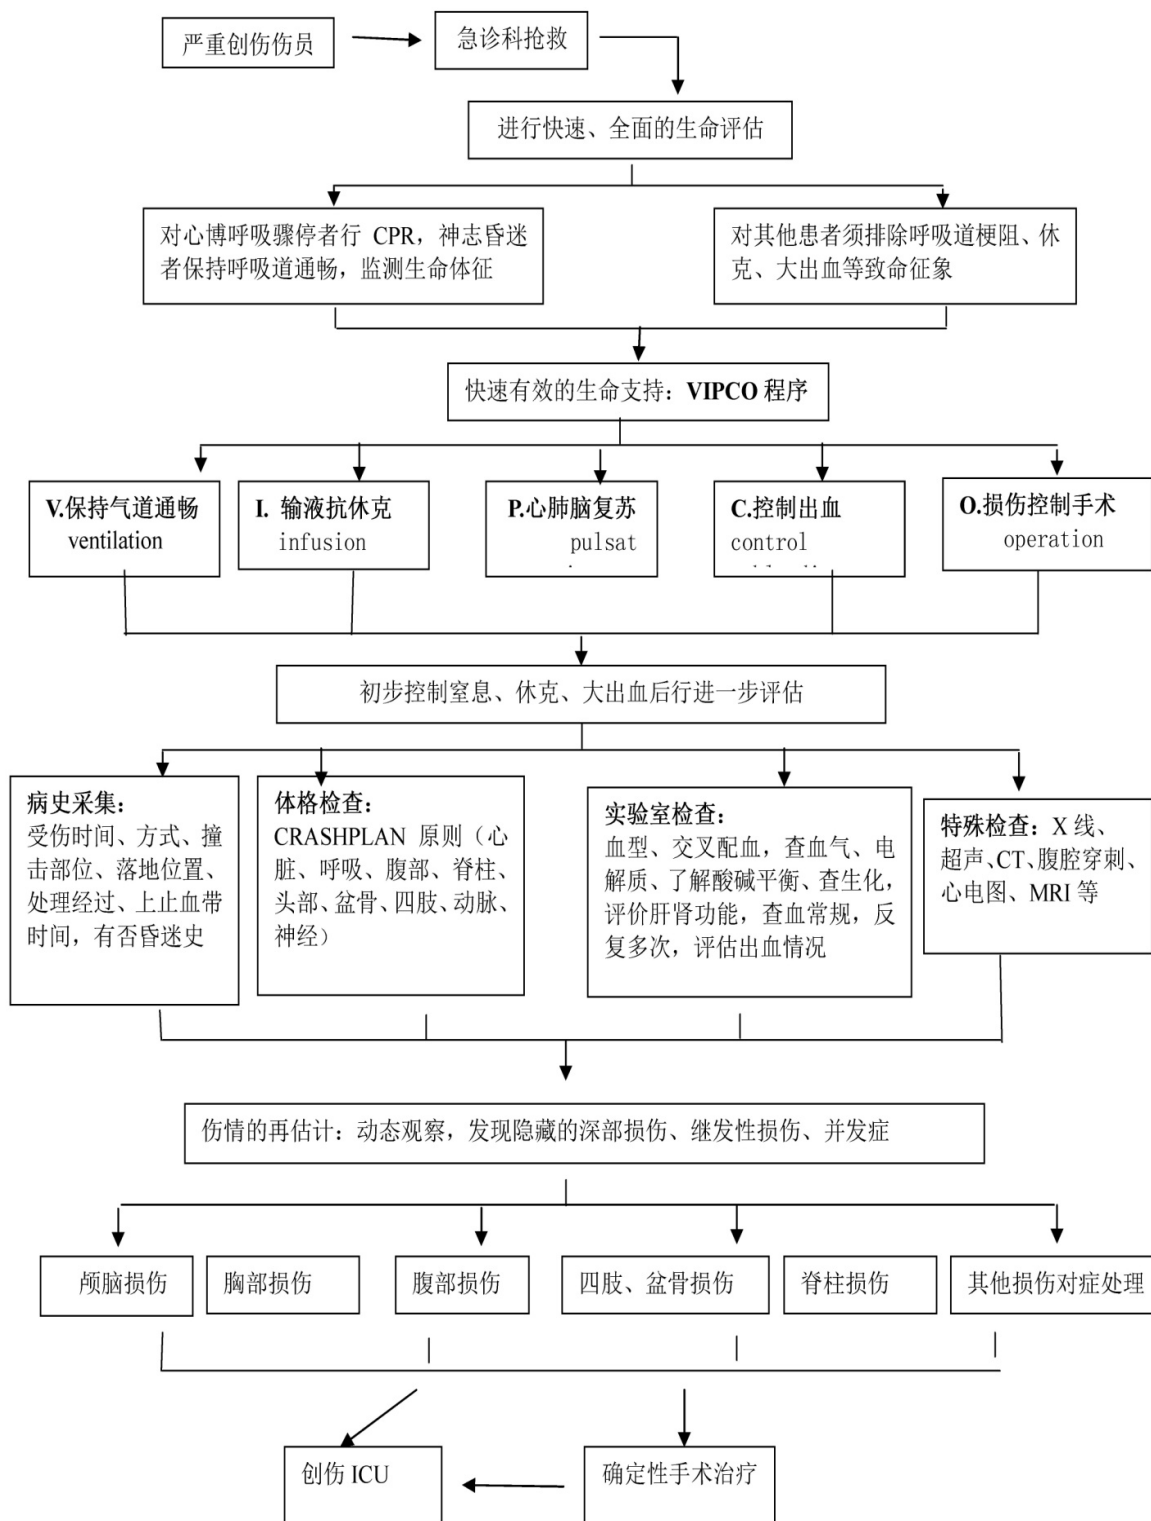 严重创伤伤员
急诊科抢救
进行快速、全面的生命评估
对心博呼吸骤停者行 CPR，神志昏迷
者保持呼吸道通畅，监测生命体征
对其他患者须排除呼吸道梗阻、休
克、大出血等致命征象
快速有效的生命支持：VIPCO 程序
V.保持气道通畅
ventilation
I. 输液抗休克
infusion
P.心肺脑复苏
pulsat
C.控制出血
control
O.损伤控制手术
operation
初步控制窒息、休克、大出血后行进一步评估
病史采集：
受伤时间、方式、撞
击部位、落地位置、
处理经过、上止血带
时间，有否昏迷史
体格检查：
CRASHPLAN 原则（心
脏、呼吸、腹部、脊柱、
头部、盆骨、四肢、动脉、
神经）
实验室检查：
血型、交叉配血，查血气、电
解质、了解酸碱平衡、查生化，
评价肝肾功能，查血常规，反
复多次，评估出血情况
特殊检查：X 线、
超声、CT、腹腔穿刺、
心电图、MRI 等
伤情的再估计：动态观察，发现隐藏的深部损伤、继发性损伤、并发症
颅脑损伤
胸部损伤
腹部损伤
四肢、盆骨损伤
脊柱损伤
其他损伤对症处理
创伤 ICU
确定性手术治疗